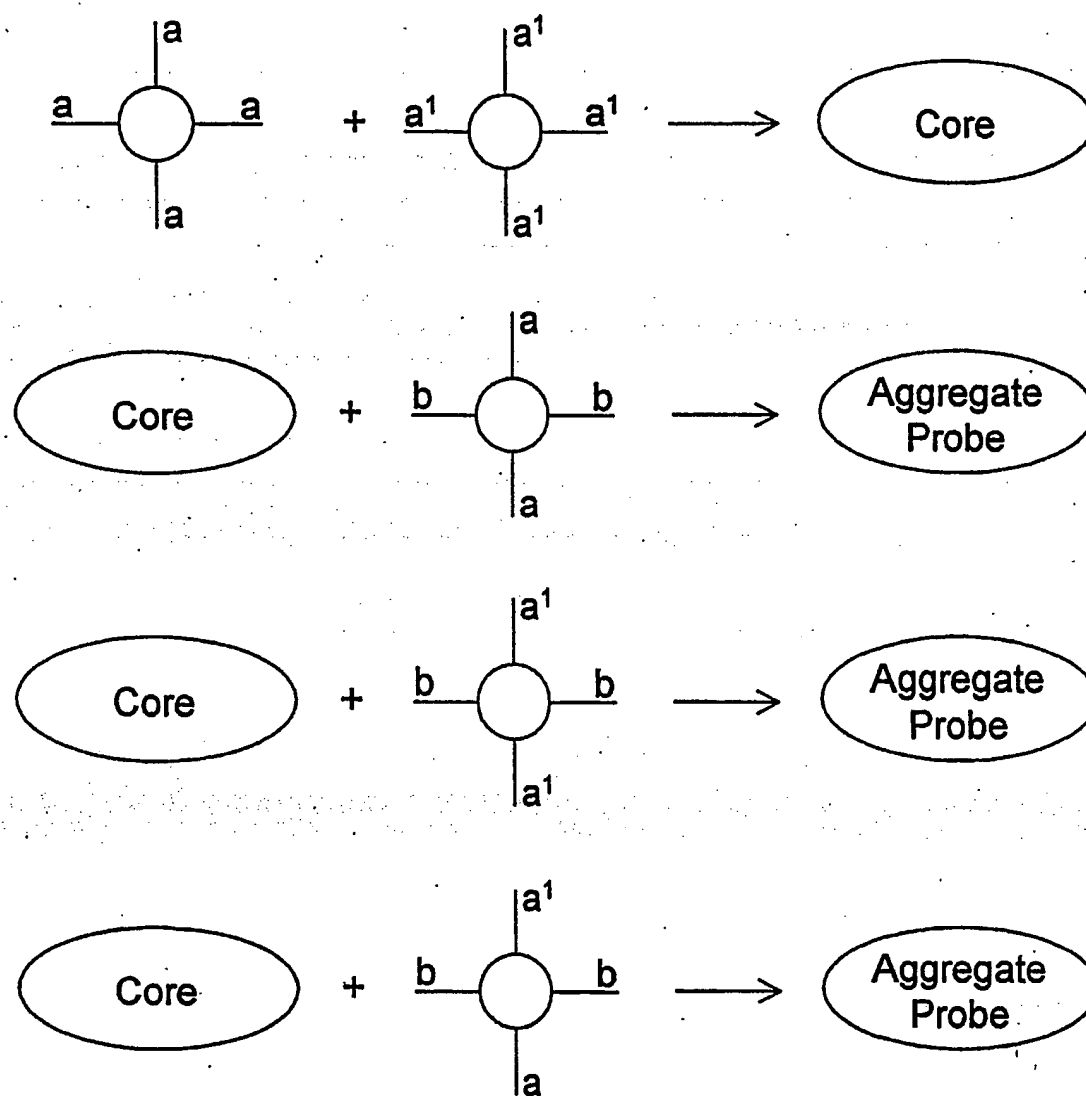 a a¹
a a + a¹ a¹ → Core
a a¹
a
Core + b b → Aggregate
Probe
a
a¹
Core + b b → Aggregate
Probe
a¹
a¹
Core + b b → Aggregate
Probe
a